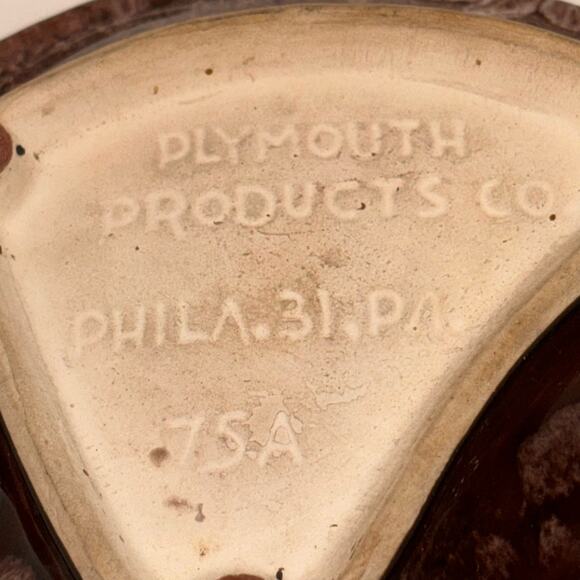 PLYMOUTH
PRODUCTS CO
PHILA. 31, PA.
75A